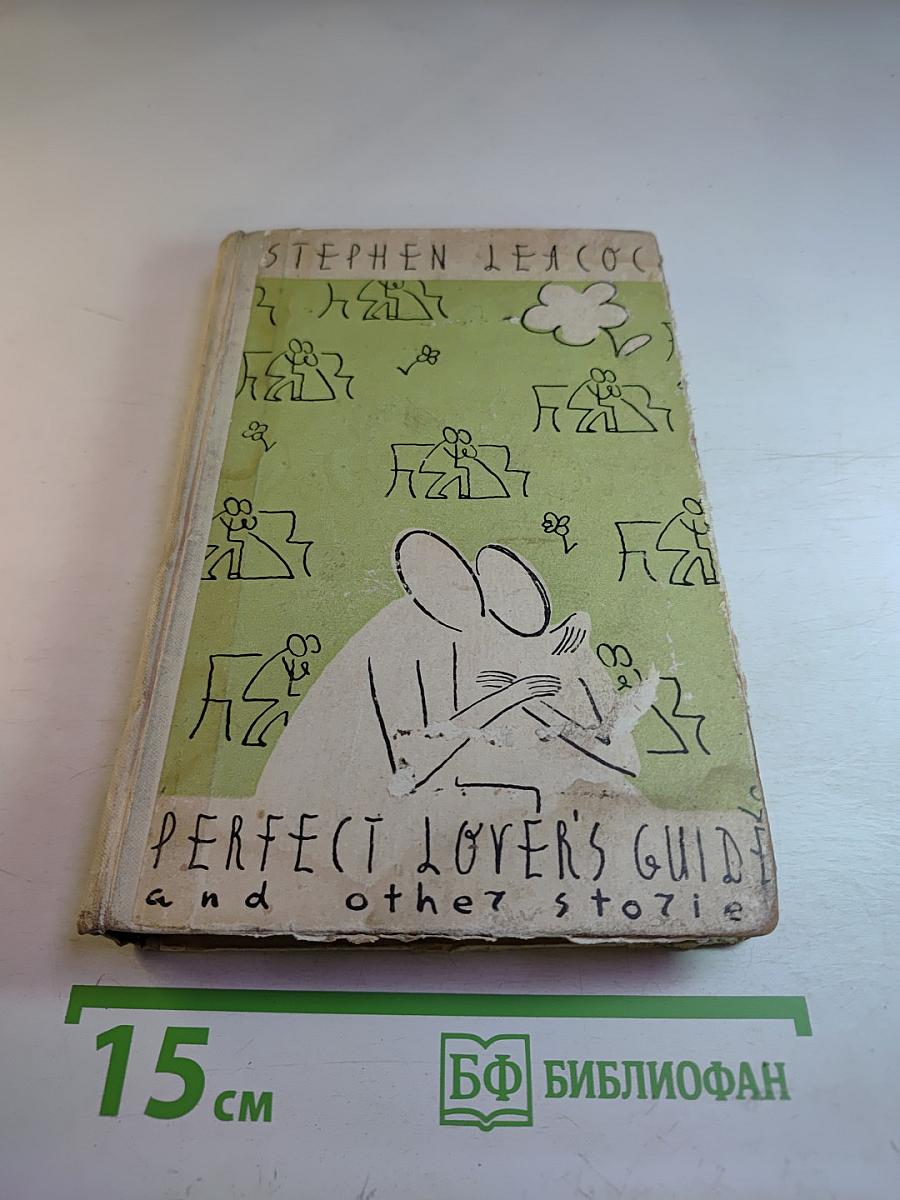 STEPHEN LEACOC
PERFECT LOVER'S GUIDE
and other storie
15 см
БФ БИБЛИОФАН